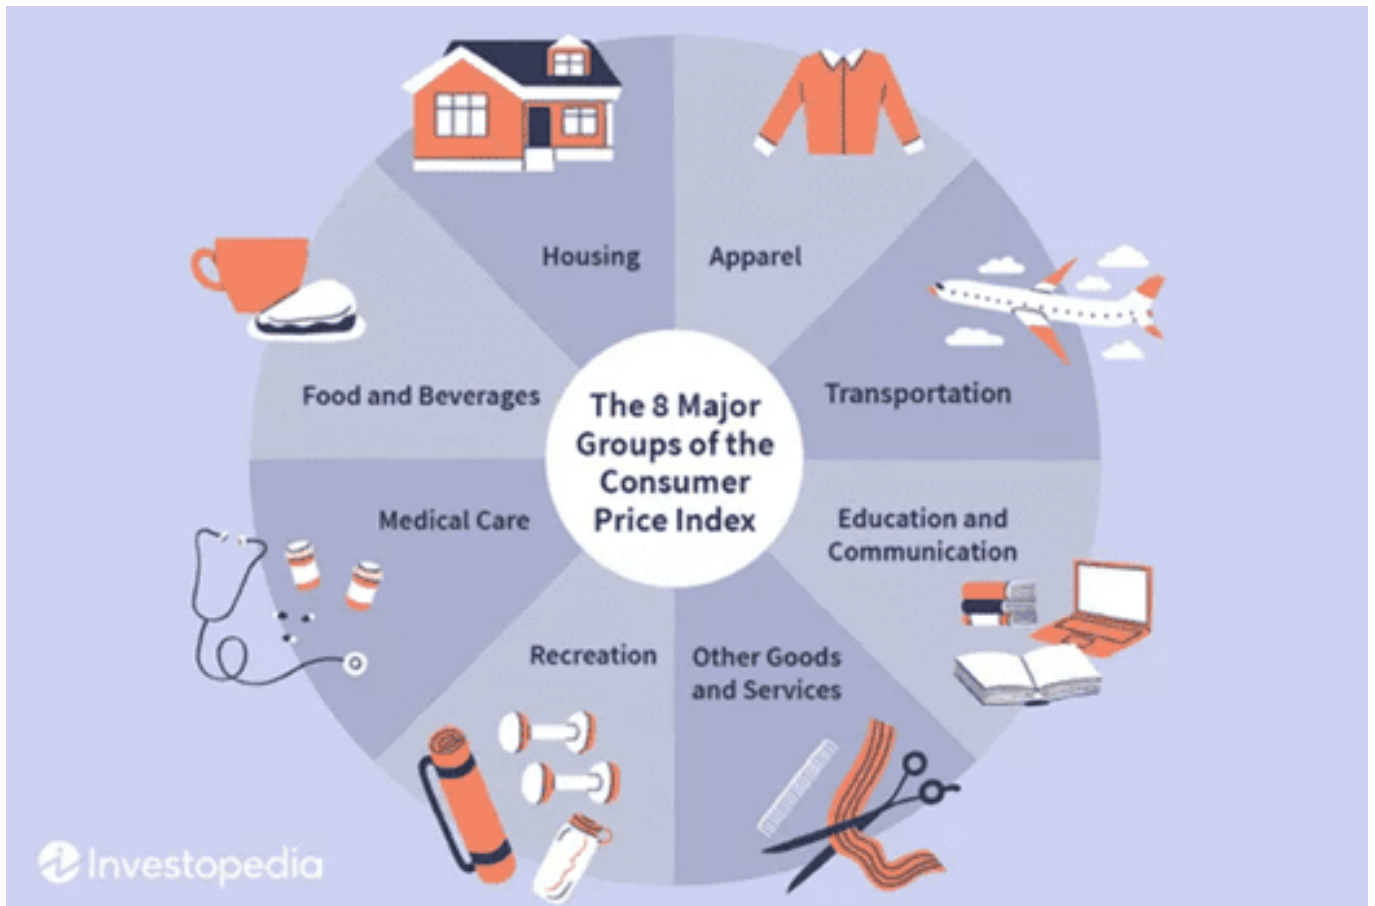 Housing
Apparel
Food and Beverages
Transportation
The 8 Major
Groups of the
Consumer
Price Index
Medical Care
Education and
Communication
Recreation
Other Goods
and Services
Investopedia